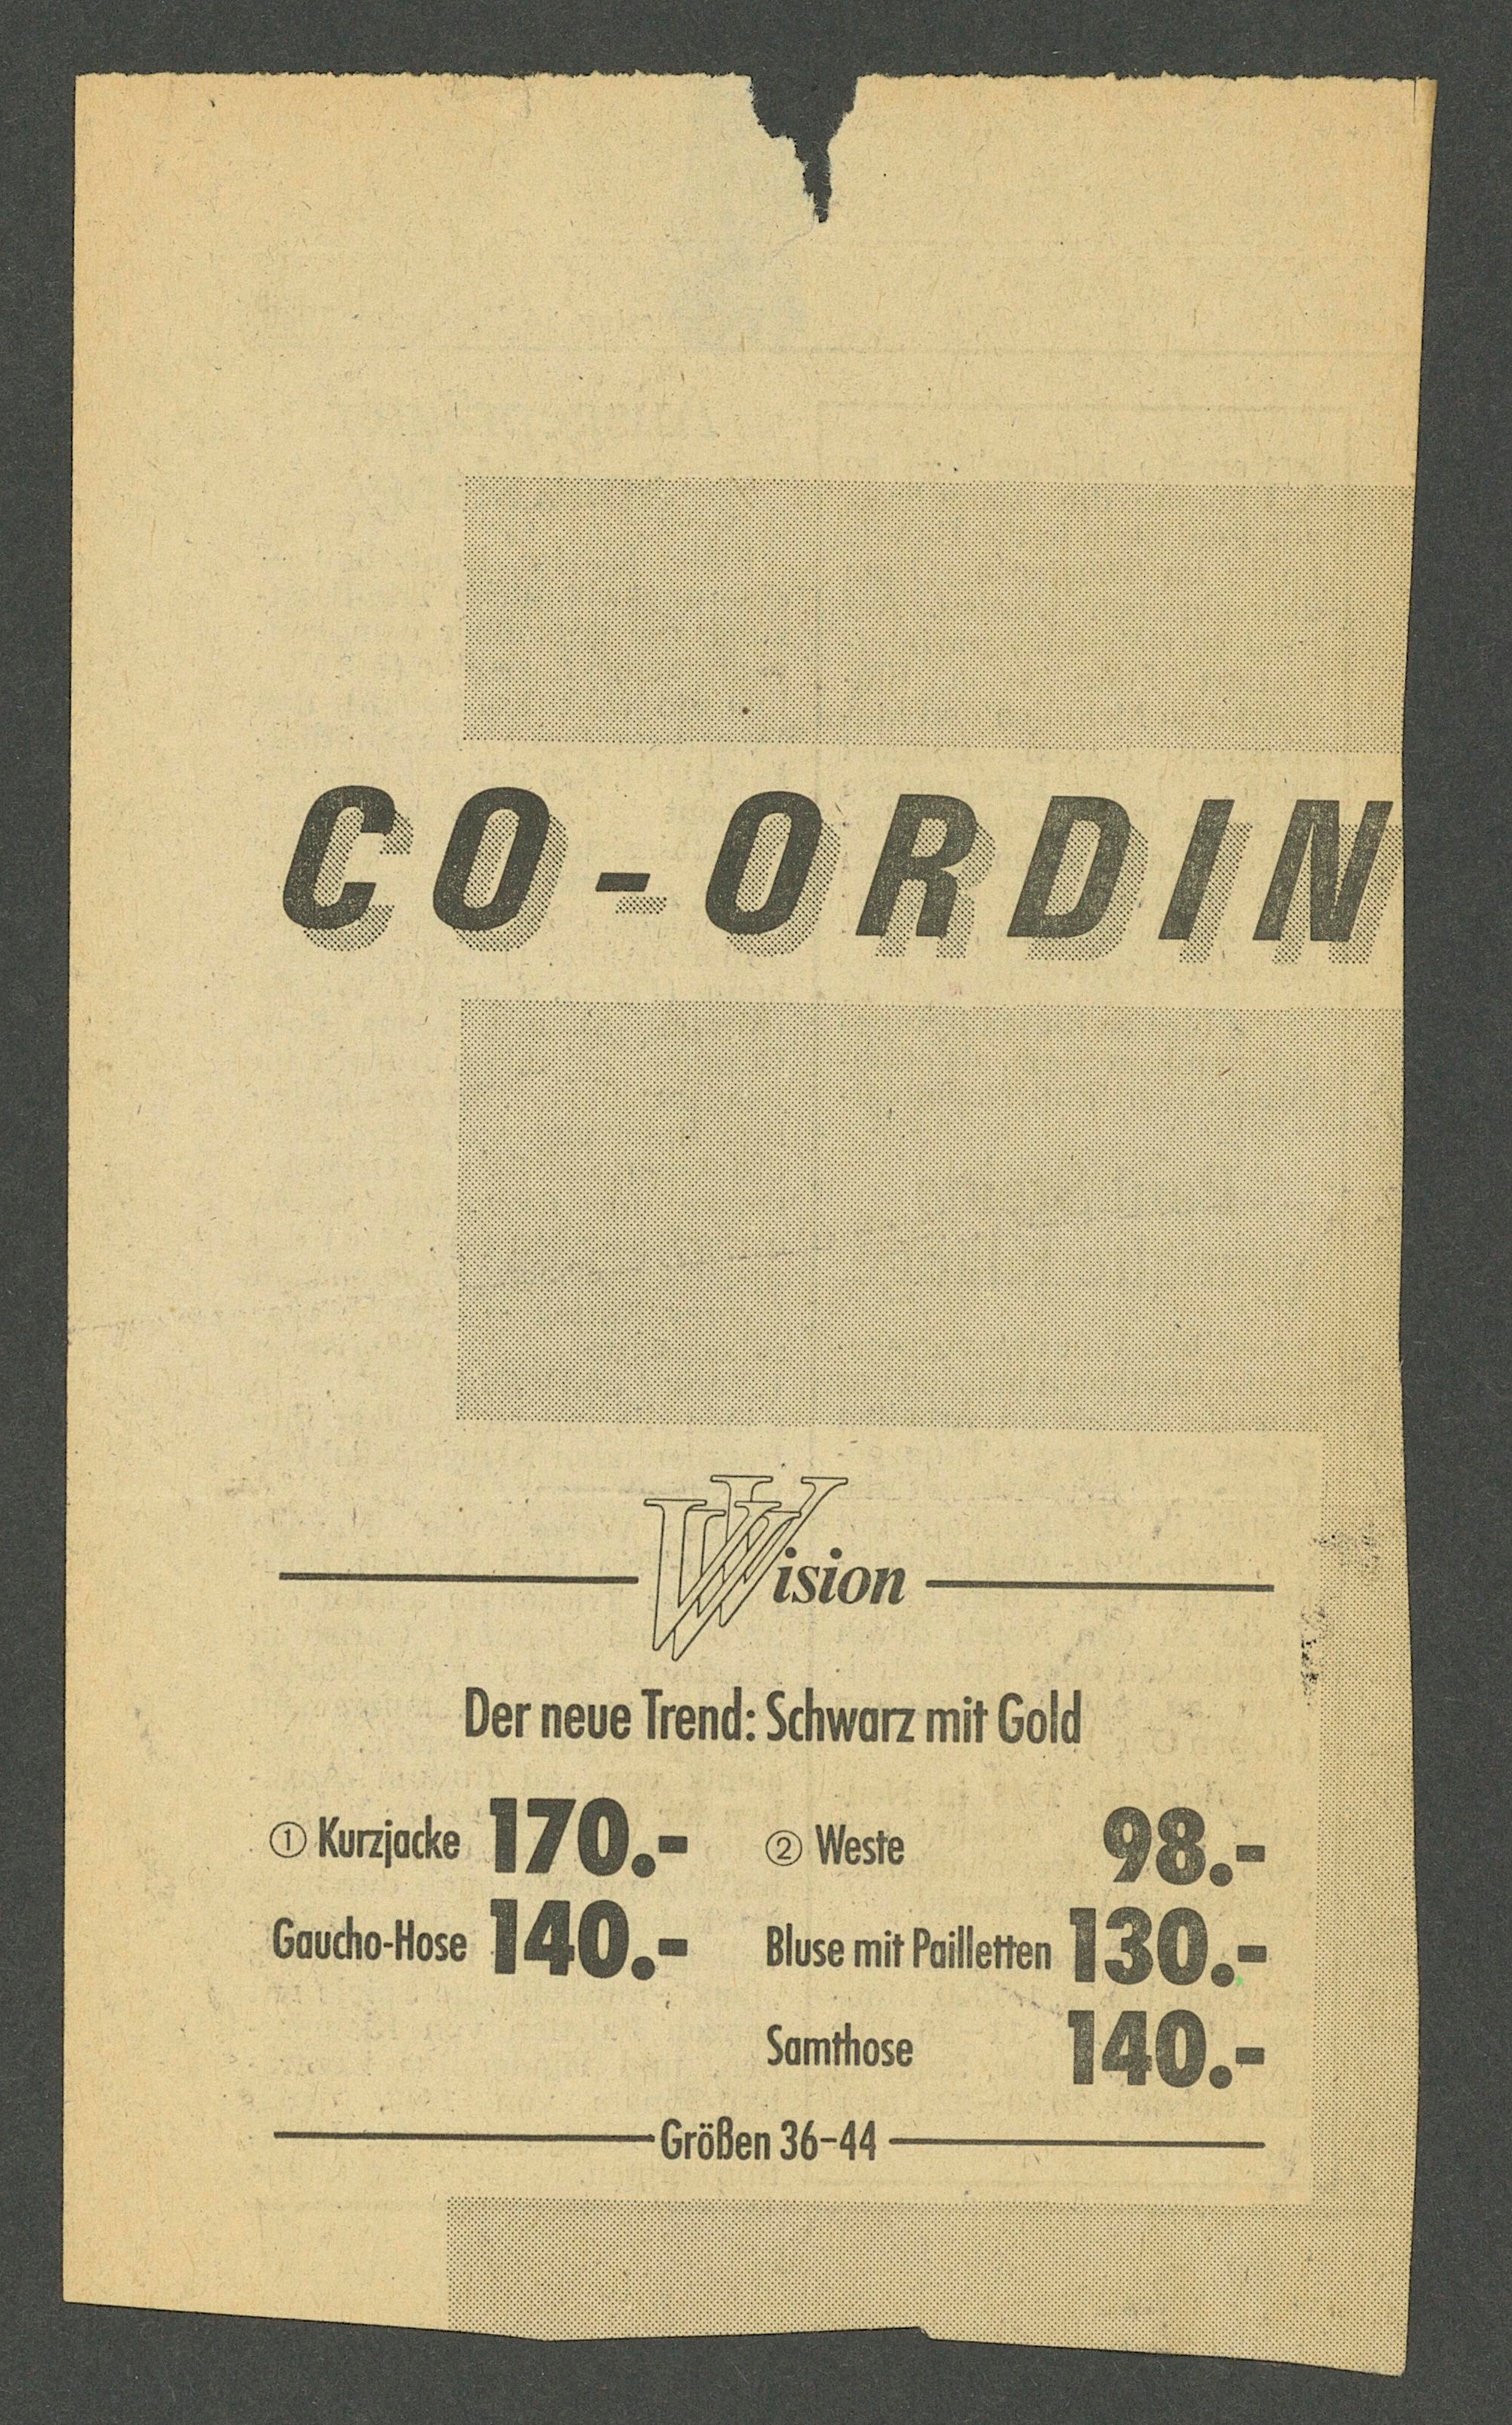 CO-ORDIN
Vision
Der neue Trend: Schwarz mit Gold
① Kurzjacke 170.- ② Weste 98.-
Gaucho-Hose 140.- Bluse mit Pailletten 130.-
Samthose 140.-
Größen 36-44